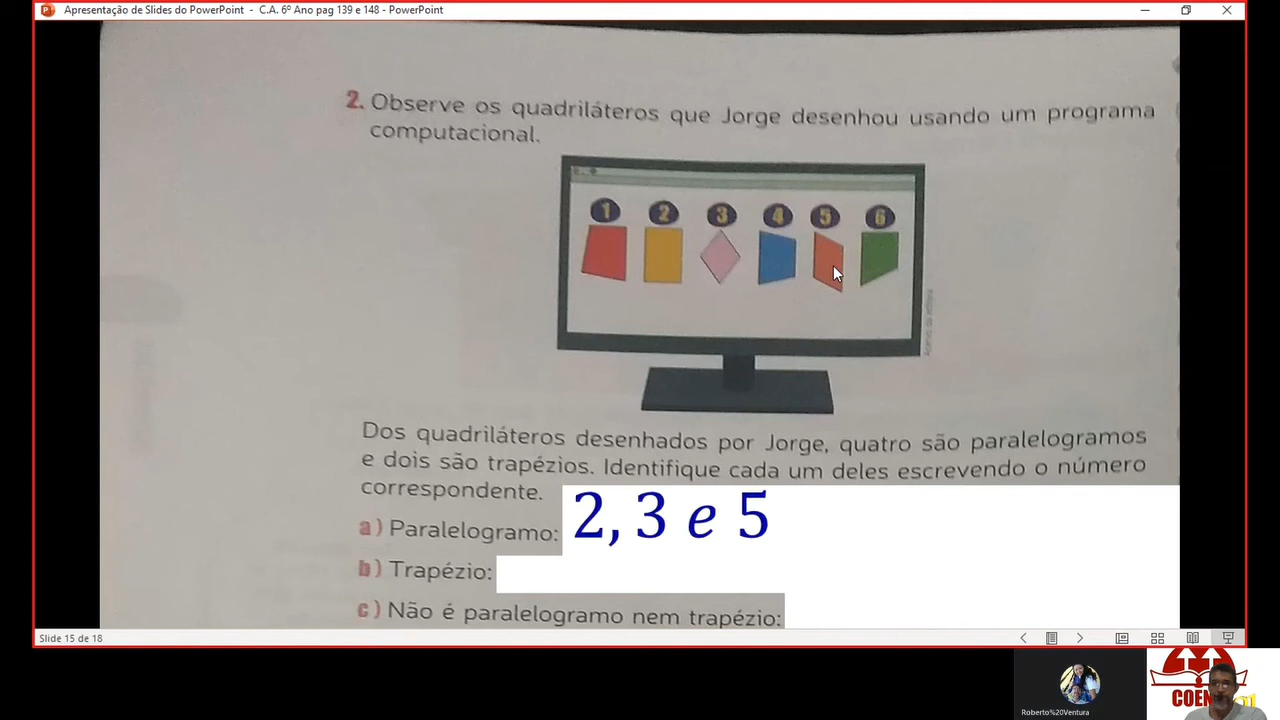 Apresentação de Slides do PowerPoint - C.A. 6º Ano pag 139 e 148 - PowerPoint
2. Observe os quadriláteros que Jorge desenhou usando um programa
computacional.
1 2 3 4 5 6
Acervo da editora
Dos quadriláteros desenhados por Jorge, quatro são paralelogramos
e dois são trapézios. Identifique cada um deles escrevendo o número
correspondente.
a) Paralelogramo: 2, 3 e 5
b) Trapézio:
c) Não é paralelogramo nem trapézio:
Slide 15 de 18
Roberto%20Ventura